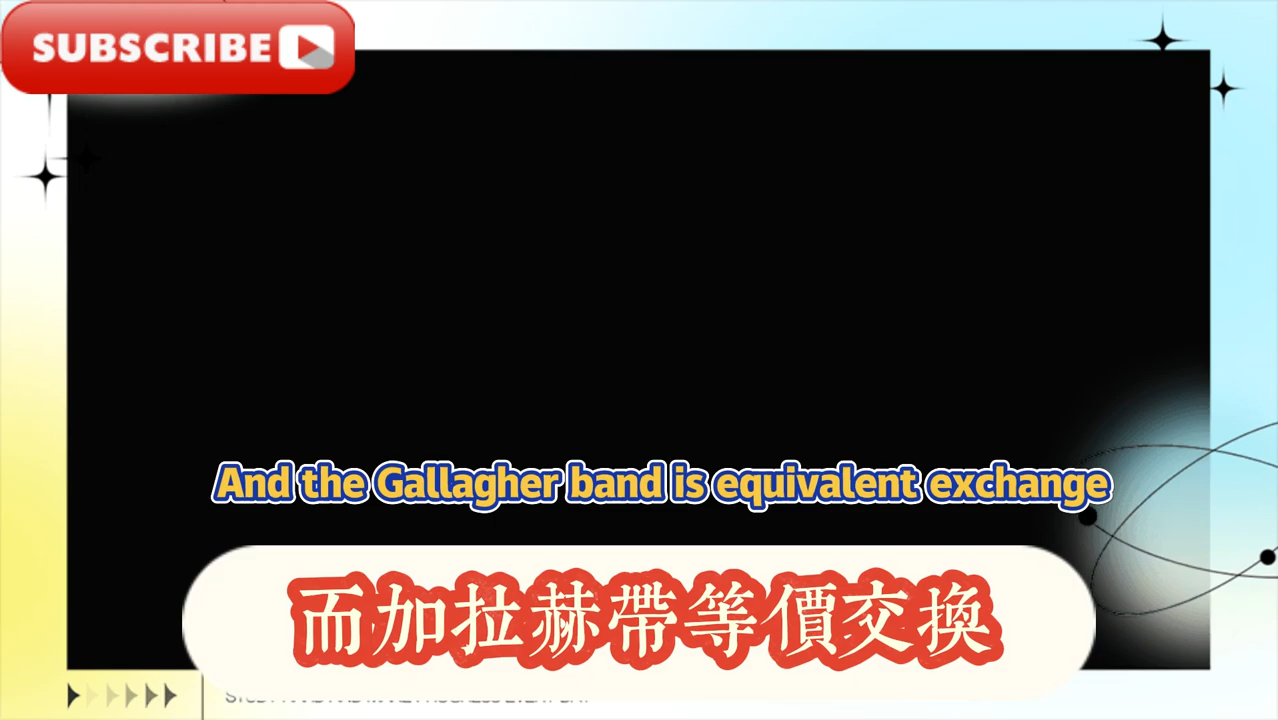 SUBSCRIBE
And the Gallagher band is equivalent exchange
而加拉赫帶等價交換